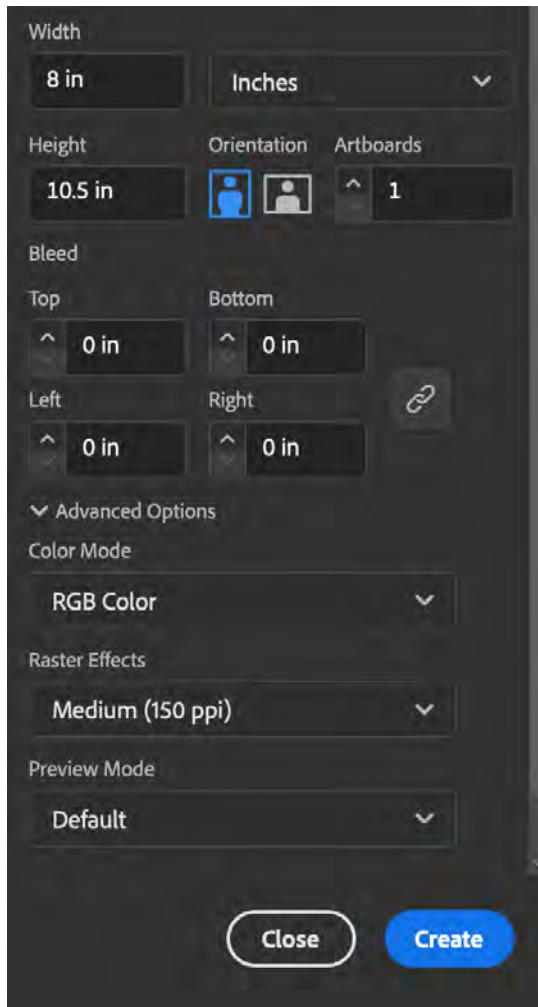 Width
8 in Inches
Height Orientation Artboards
10.5 in 1
Bleed
Top Bottom
0 in 0 in
Left Right
0 in 0 in
Advanced Options
Color Mode
RGB Color
Raster Effects
Medium (150 ppi)
Preview Mode
Default
Close Create